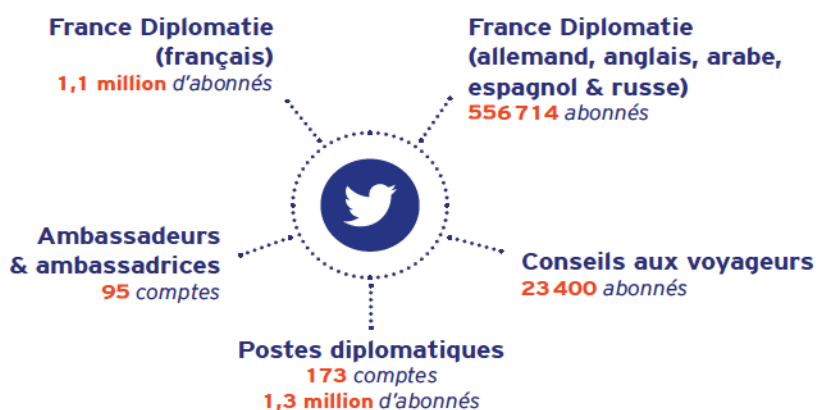 France Diplomatie
(français)
1,1 million d'abonnés
France Diplomatie
(allemand, anglais, arabe,
espagnol & russe)
556 714 abonnés
Ambassadeurs
& ambassadrices
95 comptes
Conseils aux voyageurs
23 400 abonnés
Postes diplomatiques
173 comptes
1,3 million d'abonnés